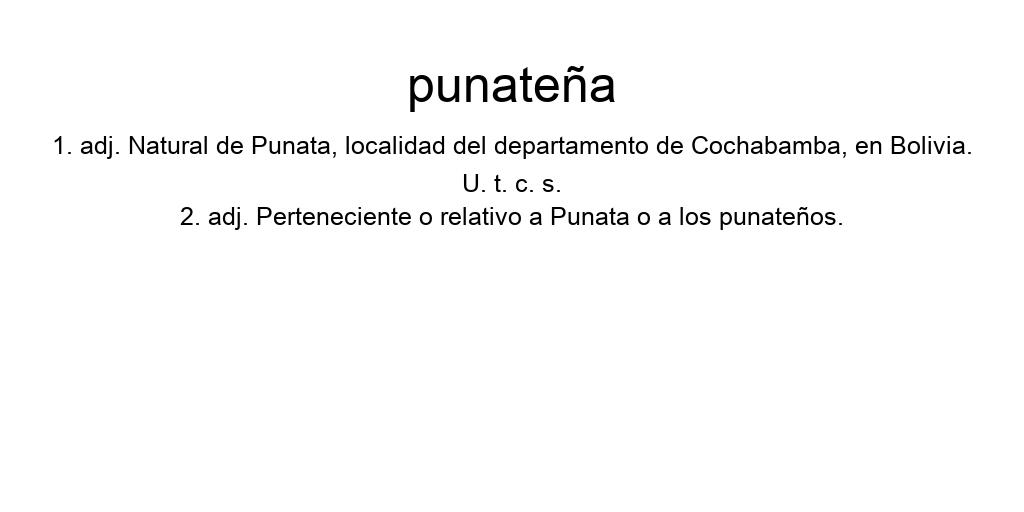 punateña
1. adj. Natural de Punata, localidad del departamento de Cochabamba, en Bolivia.
U. t. c. s.
2. adj. Perteneciente o relativo a Punata o a los punateños.